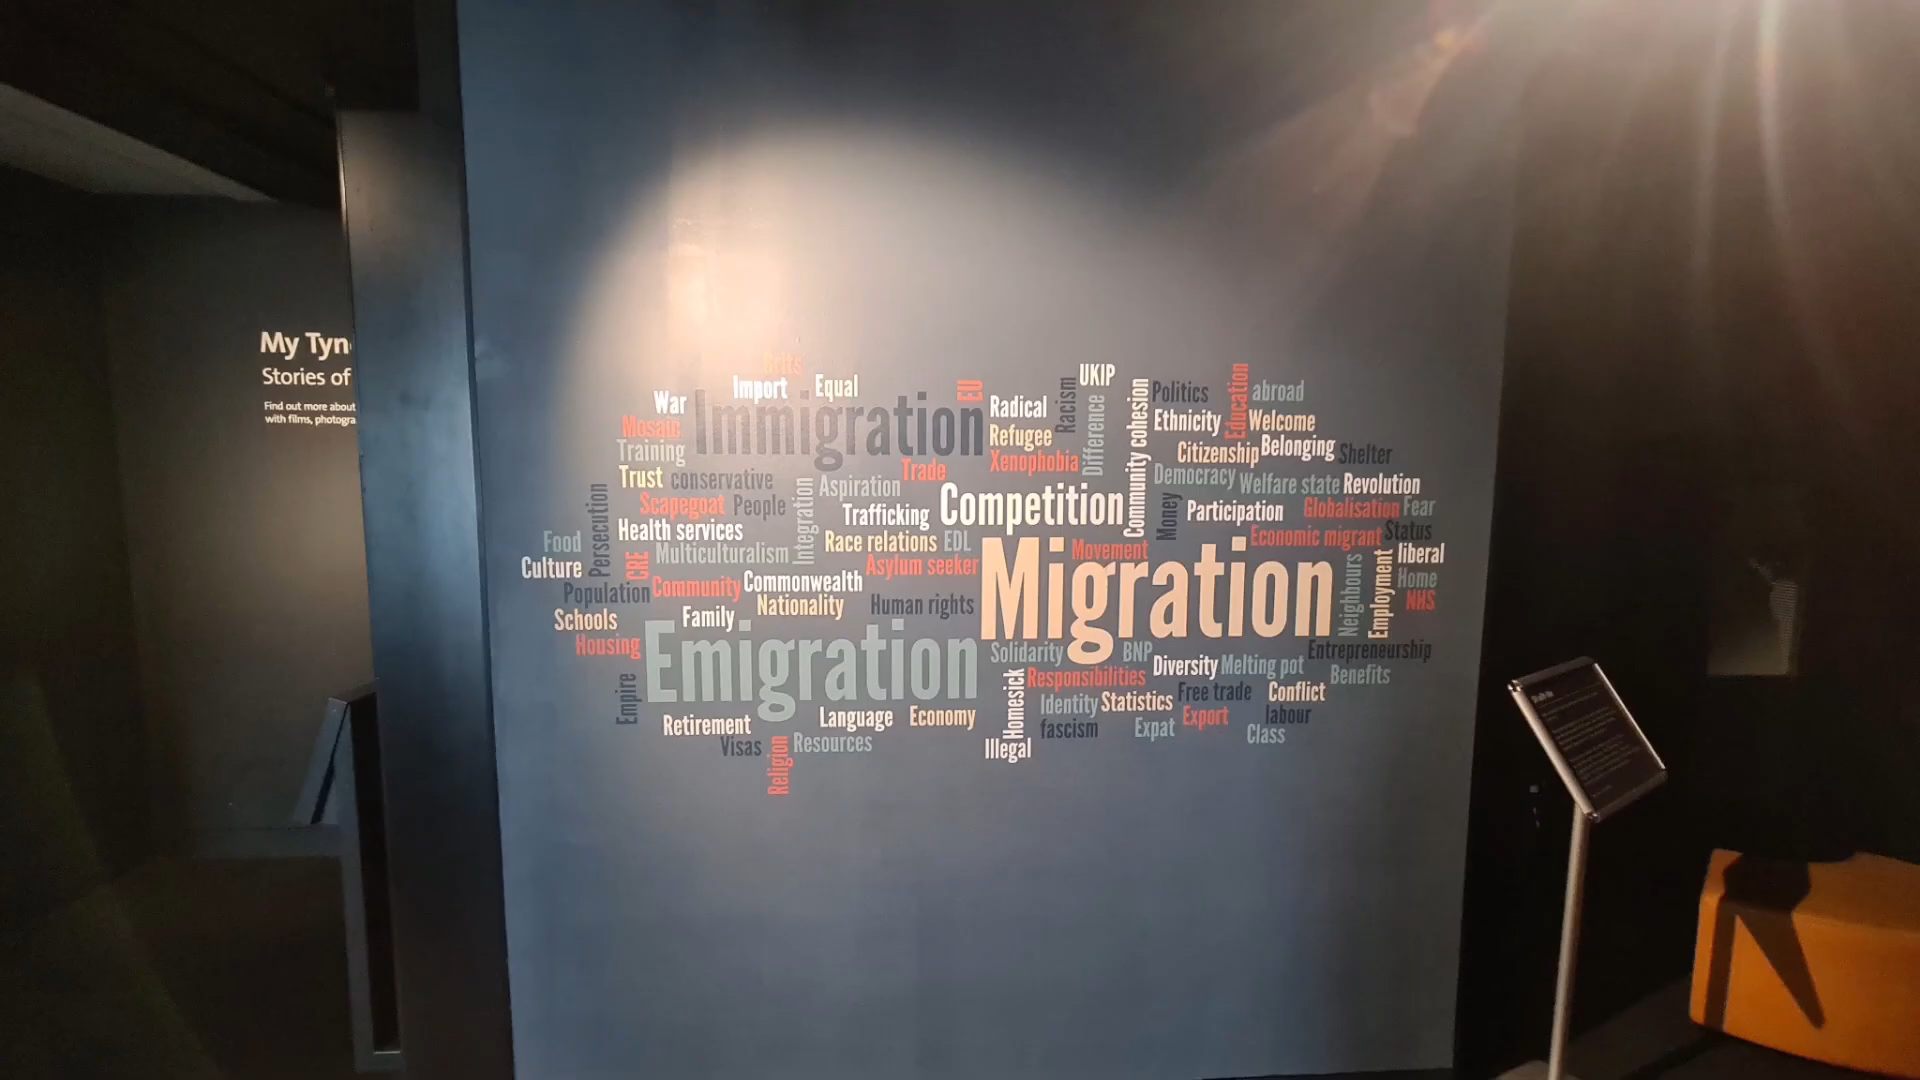 My Tyn
Stories of
Find out more about
with films, photogra
Brits
War Import Equal
Immigration
EU
Mosaic
Training
Trust conservative
Trade
Radical
Refugee
Xenophobia
Racism
Difference
UKIP
Community cohesion
Politics
Ethnicity
Education
abroad
Welcome
Citizenship Belonging Shelter
Democracy Welfare state Revolution
Scapegoat People
Integration
Aspiration
Trafficking
Competition
Money
Participation Globalisation Fear
Persecution
Health services
Race relations EDL
Economic migrant Status
Food
Culture
CRE
Multiculturalism
Asylum seeker
Movement
Migration
Neighbours
Employment
liberal
Home
NHS
Population Community Commonwealth
Schools Family Nationality Human rights
Housing
Emigration
Empire
Solidarity BNP Diversity Melting pot Entrepreneurship
Homesick
Responsibilities
Benefits
Identity Statistics Free trade Conflict
Retirement Language Economy
fascism Expat Export labour
Visas Religion Resources
Illegal
Class